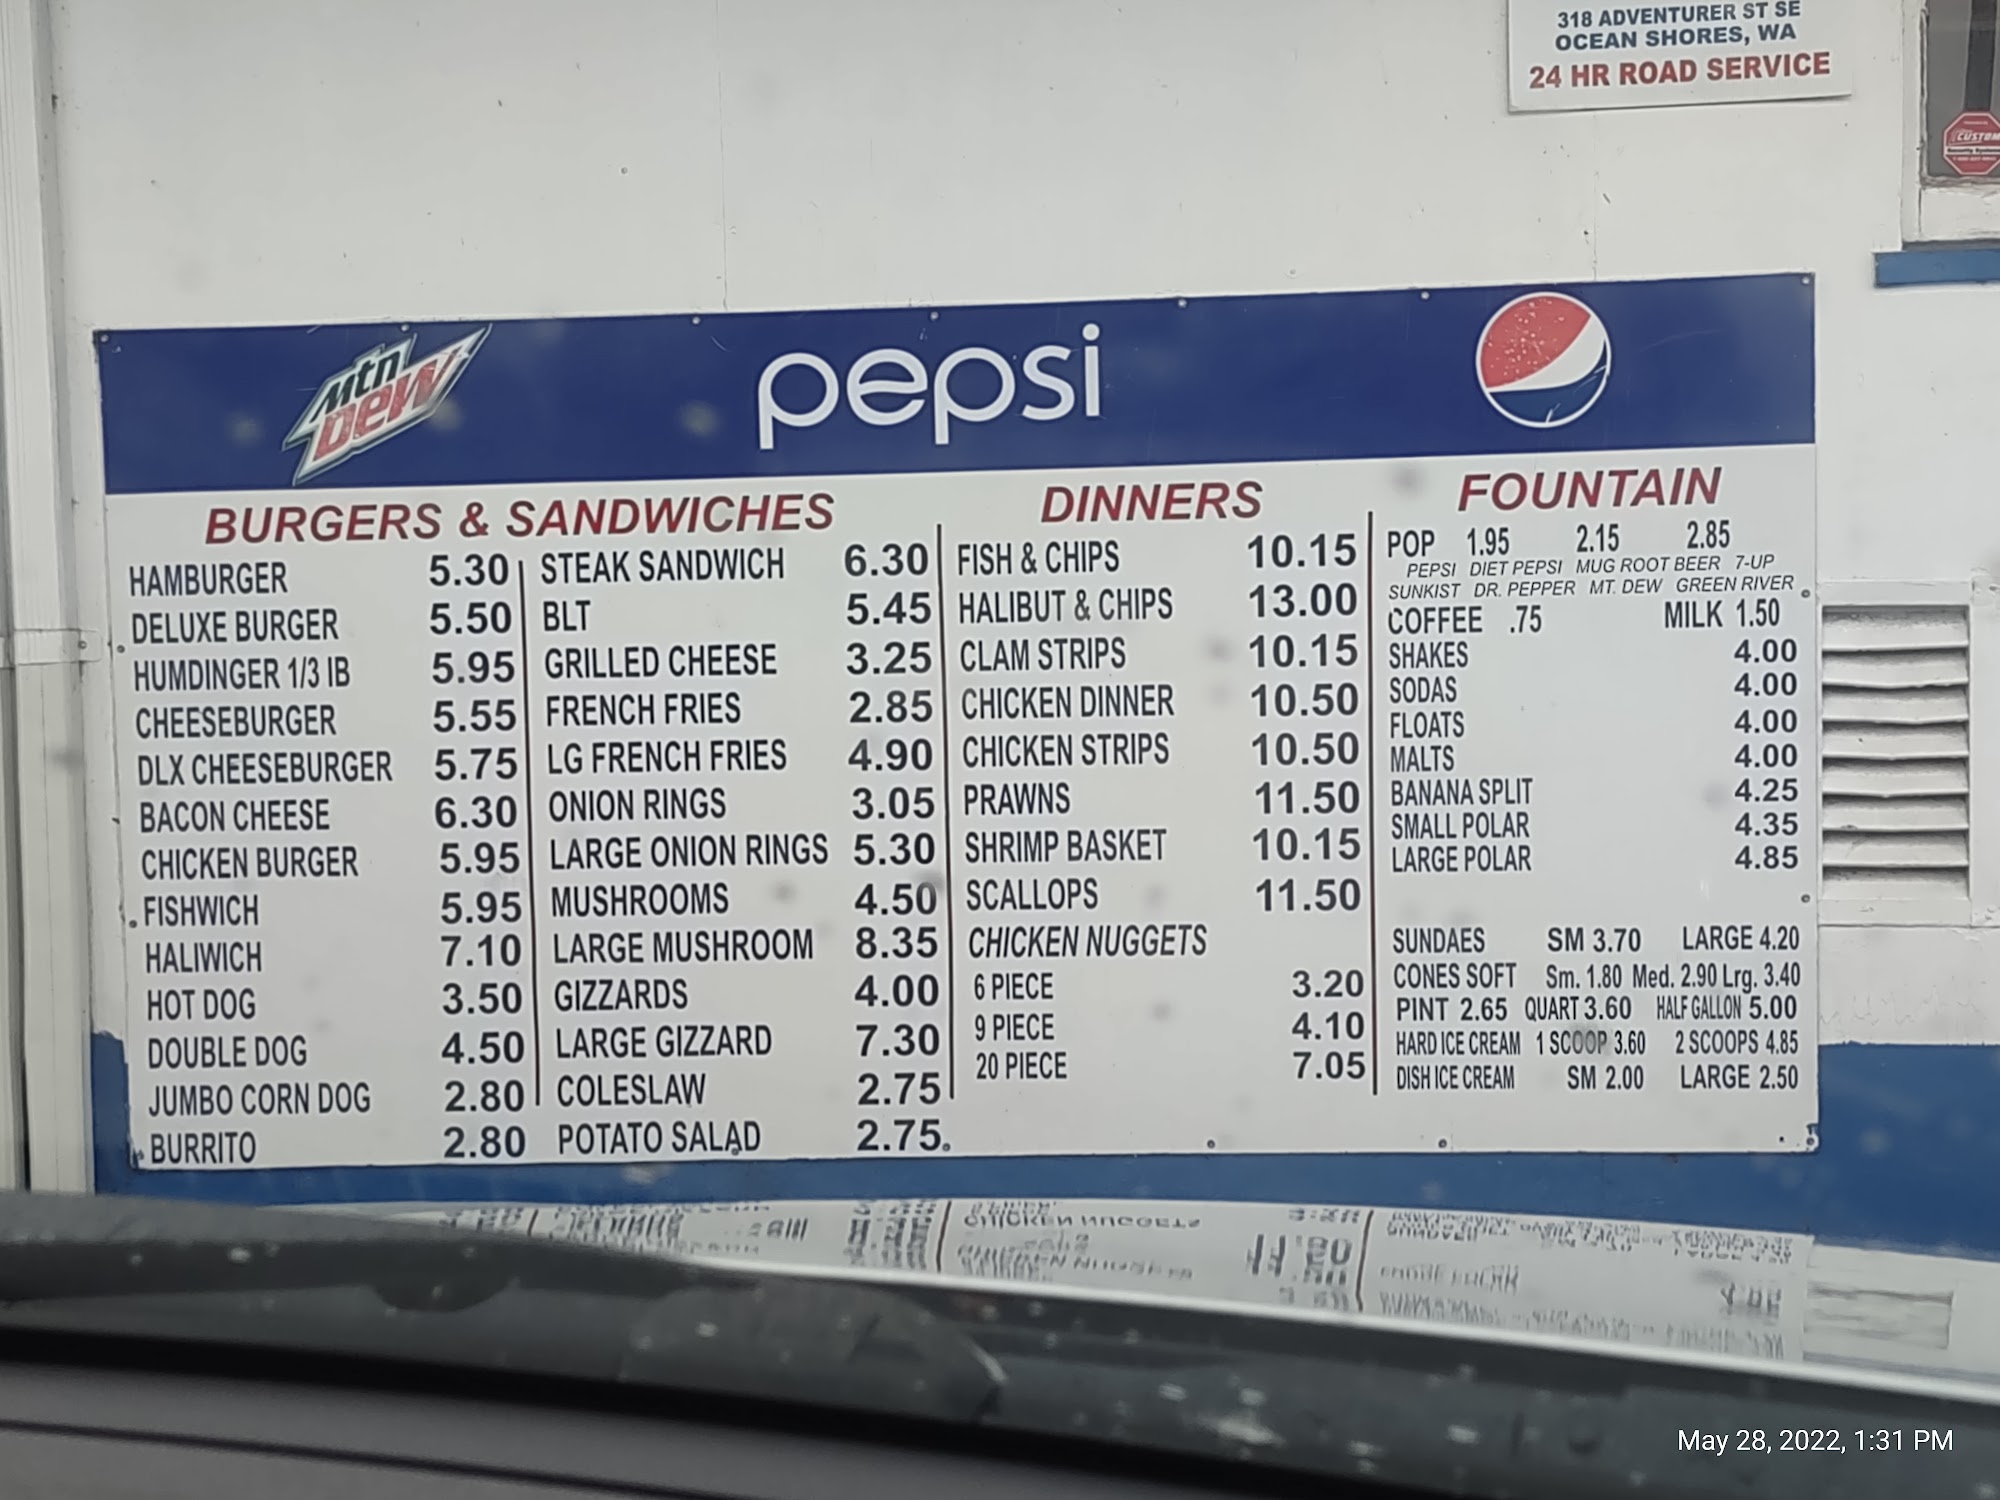 318 ADVENTURER ST SE
OCEAN SHORES, WA
24 HR ROAD SERVICE
CUSTOM
Mtn
DEW
pepsi
BURGERS & SANDWICHES
HAMBURGER 5.30
DELUXE BURGER 5.50
HUMDINGER 1/3 IB 5.95
CHEESEBURGER 5.55
DLX CHEESEBURGER 5.75
BACON CHEESE 6.30
CHICKEN BURGER 5.95
FISHWICH 5.95
HALIWICH 7.10
HOT DOG 3.50
DOUBLE DOG 4.50
JUMBO CORN DOG 2.80
BURRITO 2.80
STEAK SANDWICH 6.30
BLT 5.45
GRILLED CHEESE 3.25
FRENCH FRIES 2.85
LG FRENCH FRIES 4.90
ONION RINGS 3.05
LARGE ONION RINGS 5.30
MUSHROOMS 4.50
LARGE MUSHROOM 8.35
GIZZARDS 4.00
LARGE GIZZARD 7.30
COLESLAW 2.75
POTATO SALAD 2.75
DINNERS
FISH & CHIPS 10.15
HALIBUT & CHIPS 13.00
CLAM STRIPS 10.15
CHICKEN DINNER 10.50
CHICKEN STRIPS 10.50
PRAWNS 11.50
SHRIMP BASKET 10.15
SCALLOPS 11.50
CHICKEN NUGGETS
6 PIECE 3.20
9 PIECE 4.10
20 PIECE 7.05
FOUNTAIN
POP 1.95 2.15 2.85
PEPSI DIET PEPSI MUG ROOT BEER 7-UP
SUNKIST DR. PEPPER MT. DEW GREEN RIVER
COFFEE .75 MILK 1.50
SHAKES 4.00
SODAS 4.00
FLOATS 4.00
MALTS 4.00
BANANA SPLIT 4.25
SMALL POLAR 4.35
LARGE POLAR 4.85
SUNDAES SM 3.70 LARGE 4.20
CONES SOFT Sm. 1.80 Med. 2.90 Lrg. 3.40
PINT 2.65 QUART 3.60 HALF GALLON 5.00
HARD ICE CREAM 1 SCOOP 3.60 2 SCOOPS 4.85
DISH ICE CREAM SM 2.00 LARGE 2.50
May 28, 2022, 1:31 PM